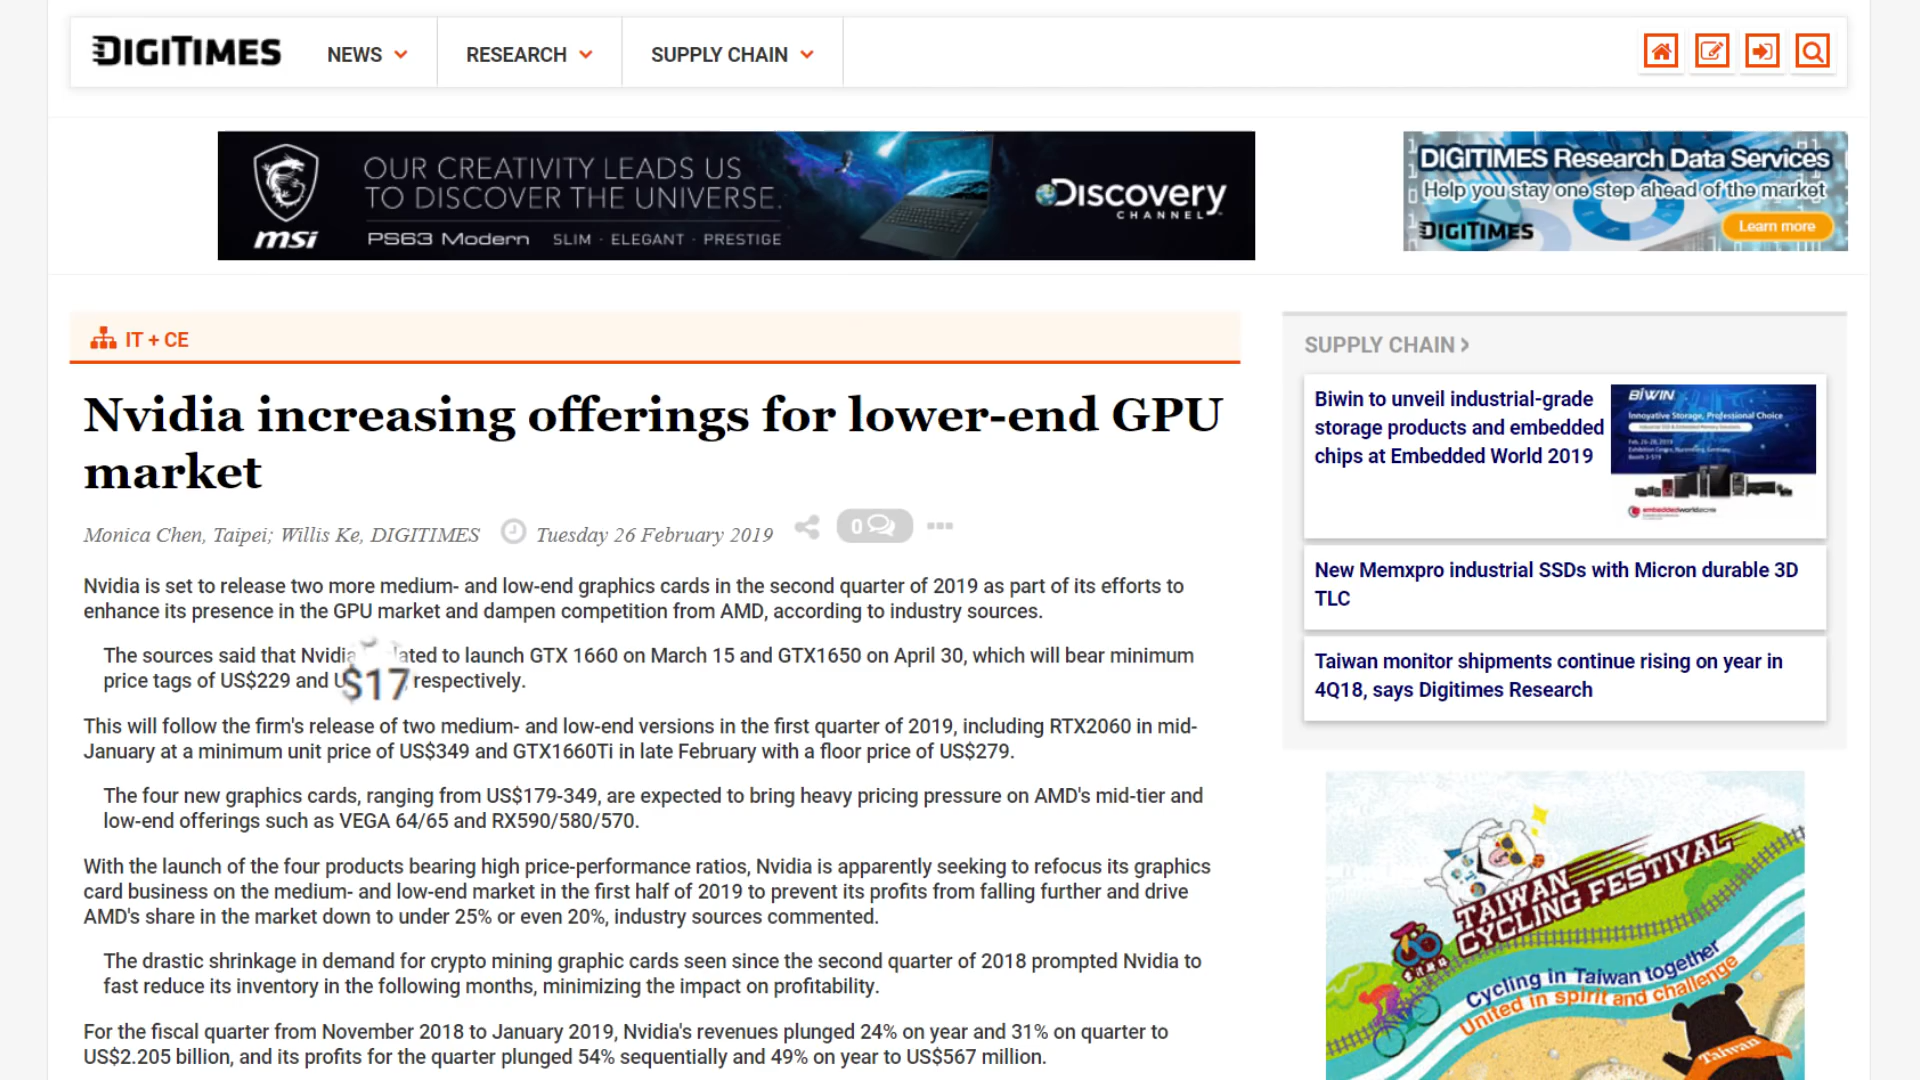 DIGITIMES
NEWS
RESEARCH
SUPPLY CHAIN
OUR CREATIVITY LEADS US
TO DISCOVER THE UNIVERSE.
msi
PS63 Modern SLIM · ELEGANT · PRESTIGE
Discovery
CHANNEL
DIGITIMES Research Data Services
Help you stay one step ahead of the market
DIGITIMES
Learn more
IT + CE
Nvidia increasing offerings for lower-end GPU
market
Monica Chen, Taipei; Willis Ke, DIGITIMES Tuesday 26 February 2019 0
Nvidia is set to release two more medium- and low-end graphics cards in the second quarter of 2019 as part of its efforts to
enhance its presence in the GPU market and dampen competition from AMD, according to industry sources.
The sources said that Nvidia ated to launch GTX 1660 on March 15 and GTX1650 on April 30, which will bear minimum
price tags of US$229 and U$17 respectively.
This will follow the firm's release of two medium- and low-end versions in the first quarter of 2019, including RTX2060 in mid-
January at a minimum unit price of US$349 and GTX1660Ti in late February with a floor price of US$279.
The four new graphics cards, ranging from US$179-349, are expected to bring heavy pricing pressure on AMD's mid-tier and
low-end offerings such as VEGA 64/65 and RX590/580/570.
With the launch of the four products bearing high price-performance ratios, Nvidia is apparently seeking to refocus its graphics
card business on the medium- and low-end market in the first half of 2019 to prevent its profits from falling further and drive
AMD's share in the market down to under 25% or even 20%, industry sources commented.
The drastic shrinkage in demand for crypto mining graphic cards seen since the second quarter of 2018 prompted Nvidia to
fast reduce its inventory in the following months, minimizing the impact on profitability.
For the fiscal quarter from November 2018 to January 2019, Nvidia's revenues plunged 24% on year and 31% on quarter to
US$2.205 billion, and its profits for the quarter plunged 54% sequentially and 49% on year to US$567 million.
SUPPLY CHAIN
Biwin to unveil industrial-grade
storage products and embedded
chips at Embedded World 2019
BIWIN
Innovative Storage, Professional Choice
Feb. 26-28, 2019
embeddedworld2019
New Memxpro industrial SSDs with Micron durable 3D
TLC
Taiwan monitor shipments continue rising on year in
4Q18, says Digitimes Research
TAIWAN
CYCLING FESTIVAL
Cycling in Taiwan together
United in spirit and challenge
Taiwan